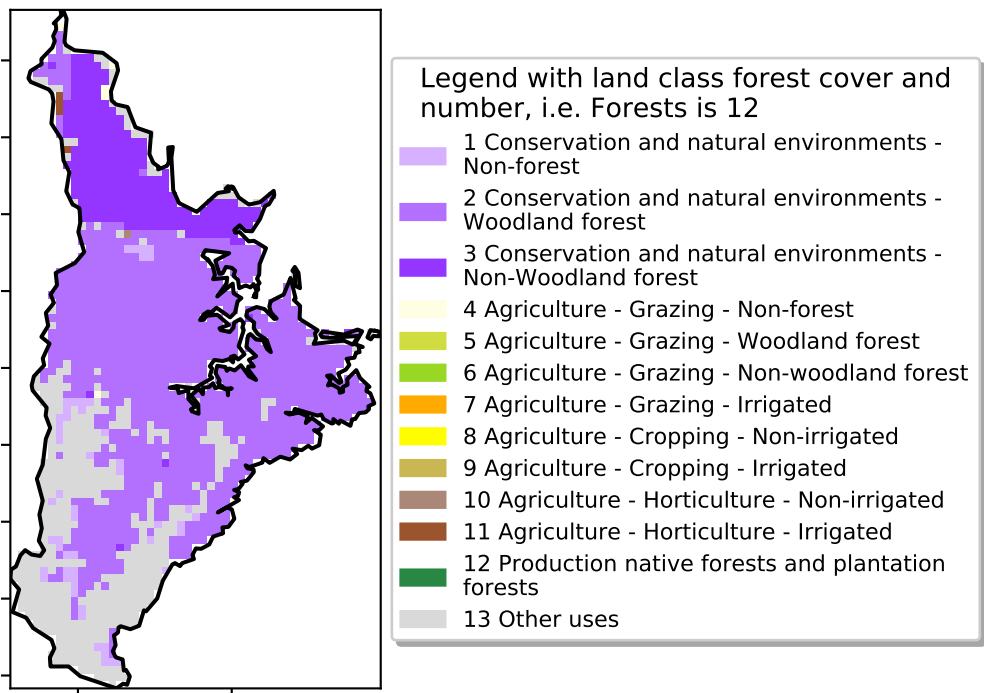 Legend with land class forest cover and
number, i.e. Forests is 12
1 Conservation and natural environments -
Non-forest
2 Conservation and natural environments -
Woodland forest
3 Conservation and natural environments -
Non-Woodland forest
4 Agriculture - Grazing - Non-forest
5 Agriculture - Grazing - Woodland forest
6 Agriculture - Grazing - Non-woodland forest
7 Agriculture - Grazing - Irrigated
8 Agriculture - Cropping - Non-irrigated
9 Agriculture - Cropping - Irrigated
10 Agriculture - Horticulture - Non-irrigated
11 Agriculture - Horticulture - Irrigated
12 Production native forests and plantation
forests
13 Other uses